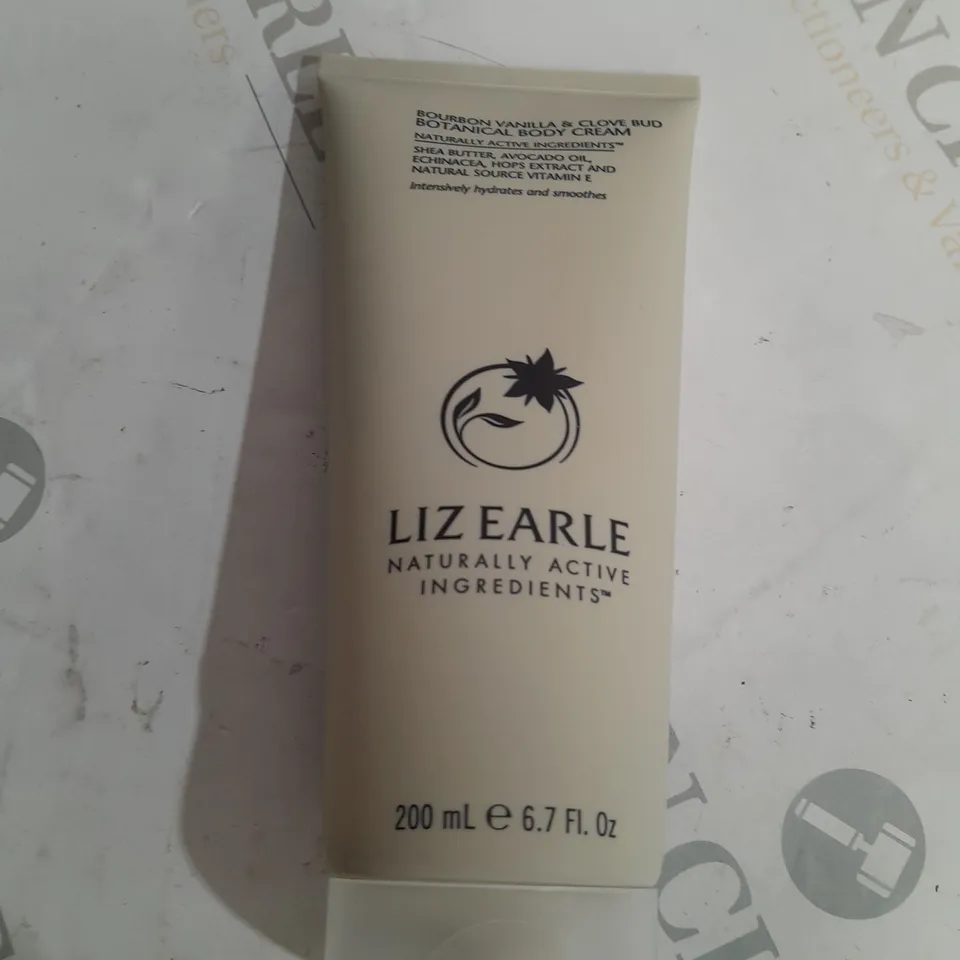 BOURBON VANILLA & CLOVE BUD
BOTANICAL BODY CREAM
NATURALLY ACTIVE INGREDIENTS™
SHEA BUTTER, AVOCADO OIL,
ECHINACEA, HOPS EXTRACT AND
NATURAL SOURCE VITAMIN E
Intensively hydrates and smoothes
LIZ EARLE
NATURALLY ACTIVE
INGREDIENTS™
200 mL e 6.7 Fl. Oz